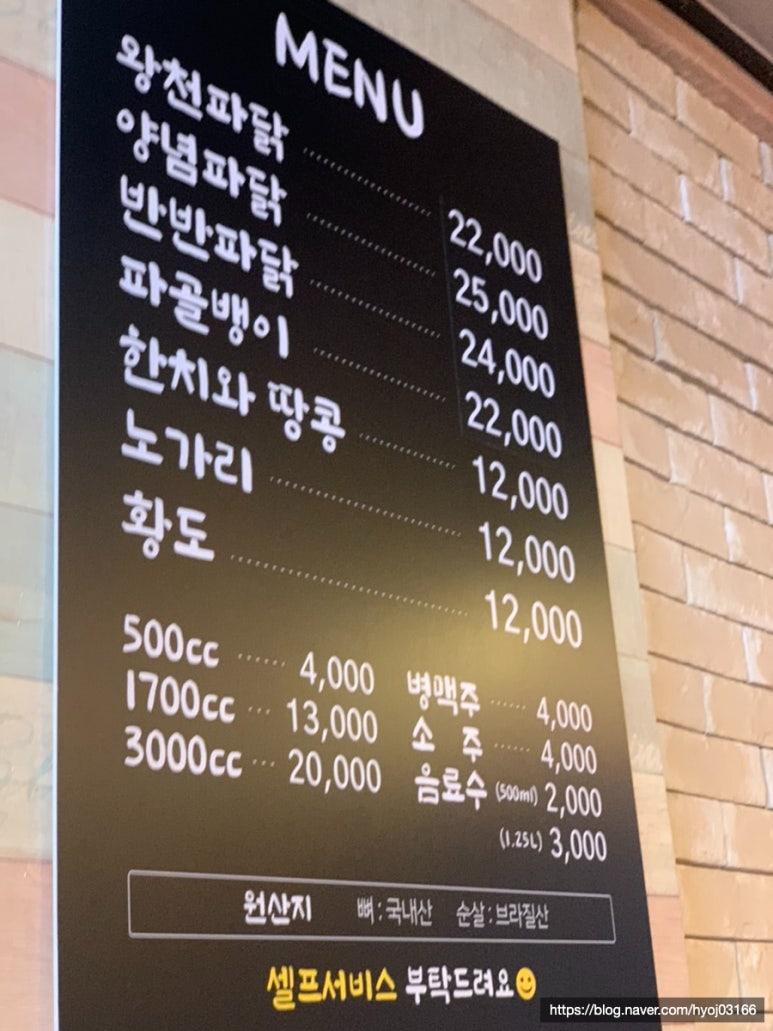 MENU
왕천파닭 22,000
양념파닭 25,000
반반파닭 24,000
파골뱅이 22,000
한치와 땅콩 12,000
노가리 12,000
황도 12,000
500cc 4,000
1700cc 13,000
3000cc 20,000
병맥주 4,000
소 주 4,000
음료수 (500ml) 2,000
(1.25L) 3,000
원산지 뼈 : 국내산 순살 : 브라질산
셀프서비스 부탁드려요
https://blog.naver.com/hyoj03166